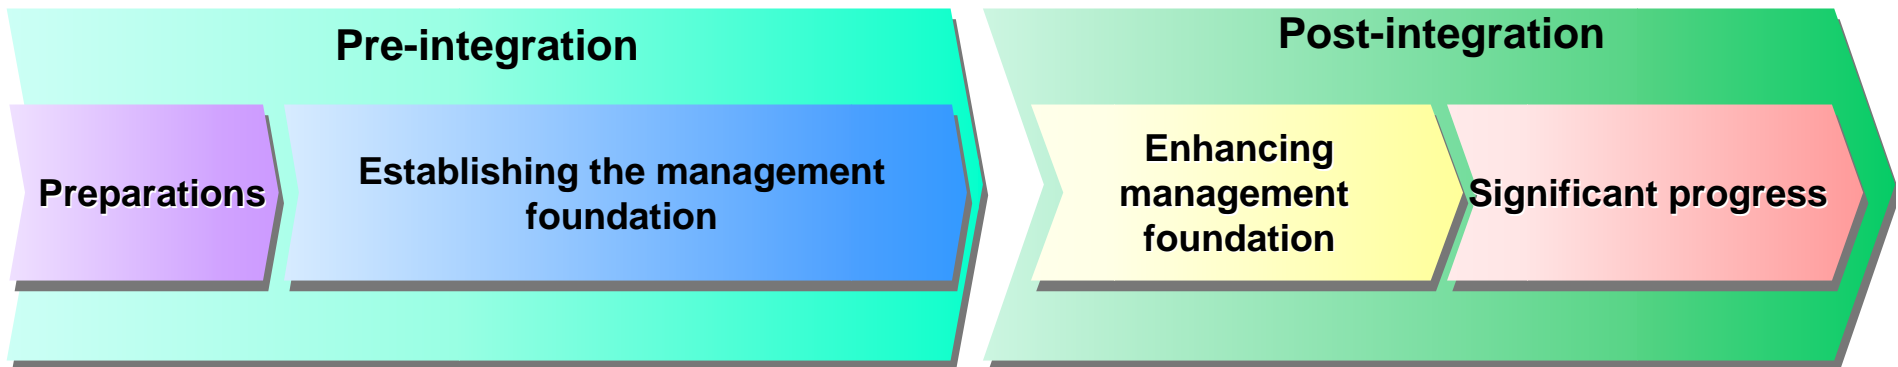 Pre-integration
Preparations
Establishing the management
foundation
Post-integration
Enhancing
management
foundation
Significant progress